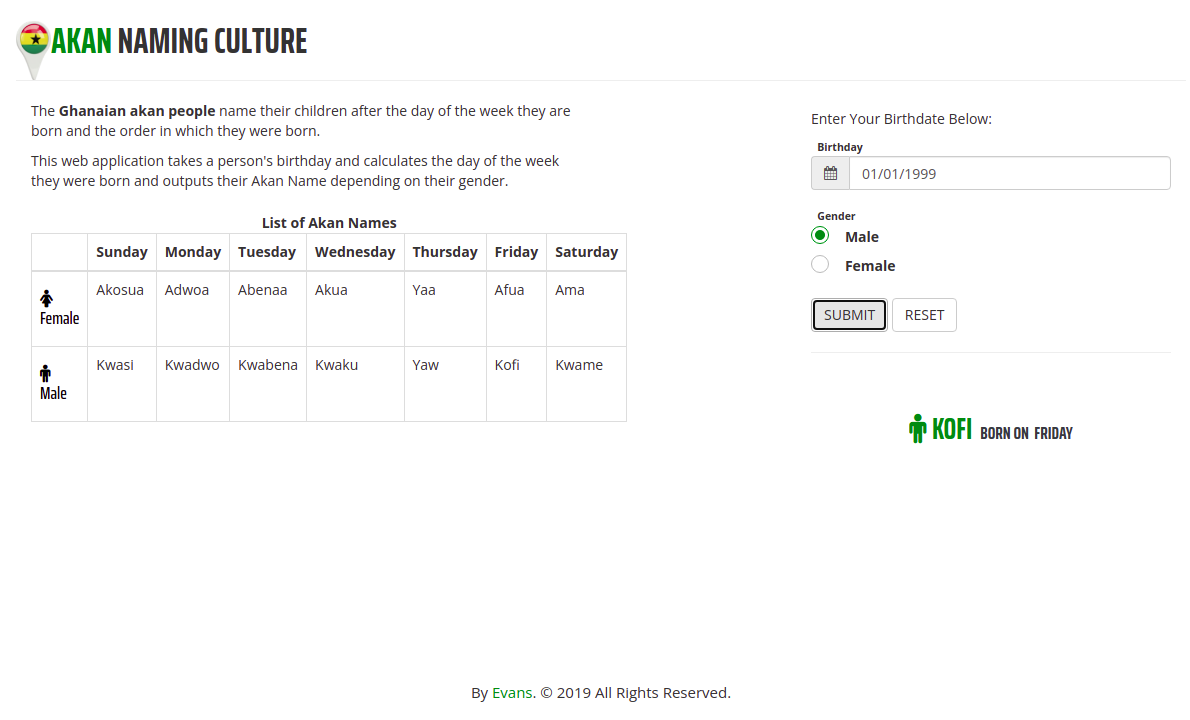 AKAN NAMING CULTURE
The Ghanaian akan people name their children after the day of the week they are
born and the order in which they were born.
This web application takes a person's birthday and calculates the day of the week
they were born and outputs their Akan Name depending on their gender.
List of Akan Names
Sunday Monday Tuesday Wednesday Thursday Friday Saturday
Female Akosua Adwoa Abenaa Akua Yaa Afua Ama
Male Kwasi Kwadwo Kwabena Kwaku Yaw Kofi Kwame
Enter Your Birthdate Below:
Birthday
01/01/1999
Gender
Male
Female
SUBMIT RESET
KOFI BORN ON FRIDAY
By Evans. © 2019 All Rights Reserved.